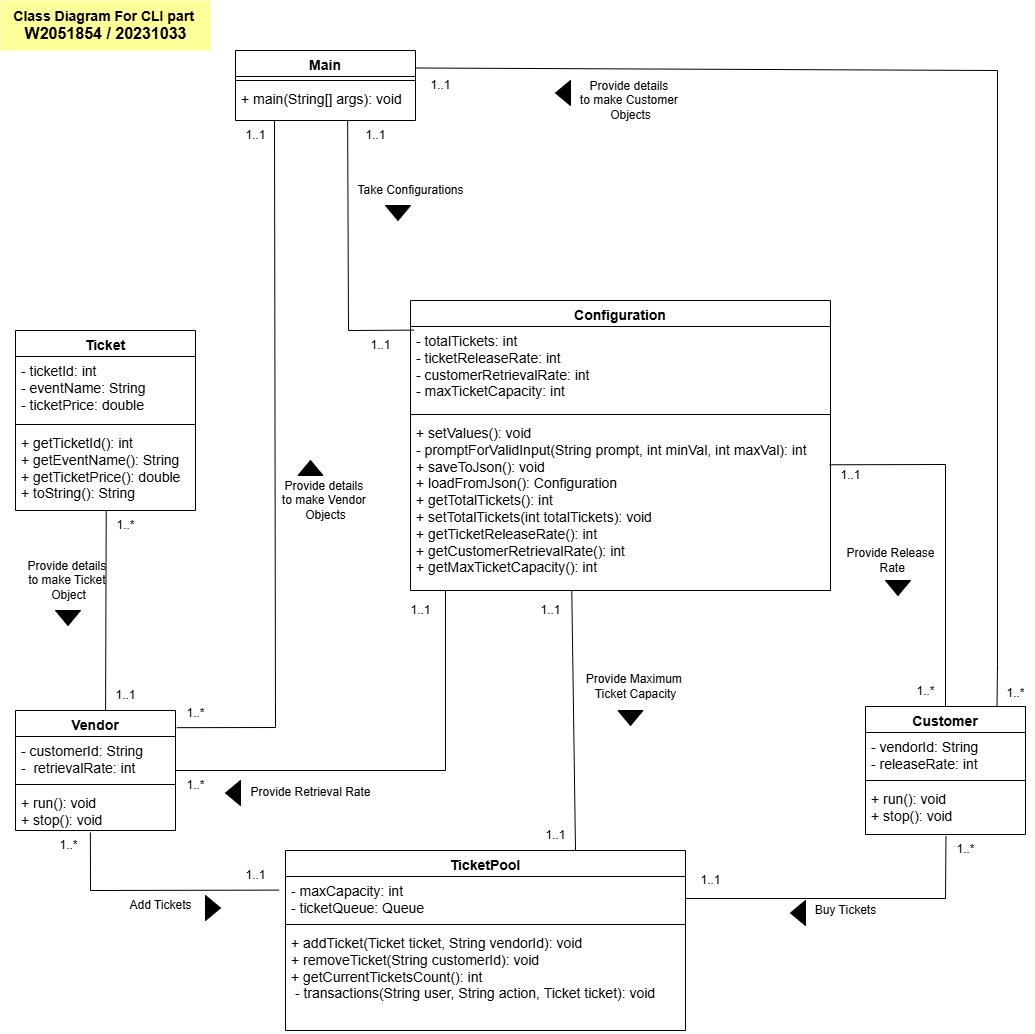 Class Diagram For CLI part
W2051854 / 20231033
Main
+ main(String[] args): void
1..1
Provide details
to make Customer
Objects
1..1
1..1
Take Configurations
1..1
Configuration
- totalTickets: int
- ticketReleaseRate: int
- customerRetrievalRate: int
- maxTicketCapacity: int
+ setValues(): void
- promptForValidInput(String prompt, int minVal, int maxVal): int
+ saveToJson(): void
+ loadFromJson(): Configuration
+ getTotalTickets(): int
+ setTotalTickets(int totalTickets): void
+ getTicketReleaseRate(): int
+ getCustomerRetrievalRate(): int
+ getMaxTicketCapacity(): int
Ticket
- ticketId: int
- eventName: String
- ticketPrice: double
+ getTicketId(): int
+ getEventName(): String
+ getTicketPrice(): double
+ toString(): String
1..*
Provide details
to make Ticket
Object
1..1
Provide details
to make Vendor
Objects
1..1
Provide Release
Rate
1..*
1..*
1..1
1..1
Provide Maximum
Ticket Capacity
1..1
Vendor
- customerId: String
-  retrievalRate: int
+ run(): void
+ stop(): void
1..*
1..*
Provide Retrieval Rate
1..*
Customer
- vendorId: String
- releaseRate: int
+ run(): void
+ stop(): void
1..*
1..1
Add Tickets
TicketPool
- maxCapacity: int
- ticketQueue: Queue
+ addTicket(Ticket ticket, String vendorId): void
+ removeTicket(String customerId): void
+ getCurrentTicketsCount(): int
- transactions(String user, String action, Ticket ticket): void
1..1
Buy Tickets